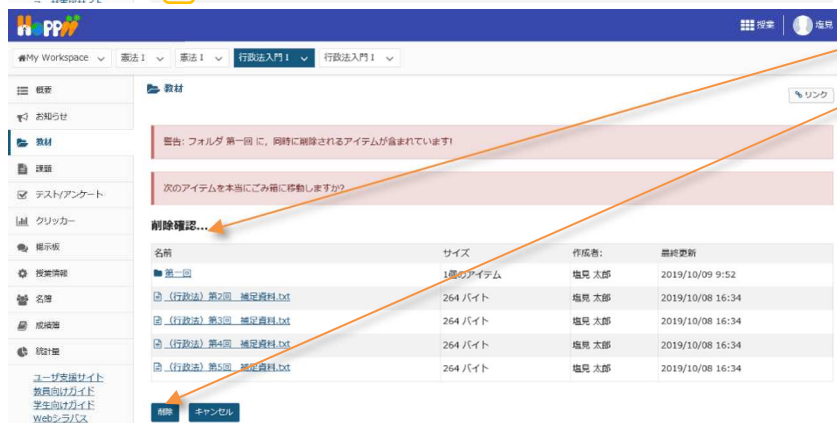 Hoppii
授業
塩見
My Workspace
憲法Ⅰ
憲法Ⅰ
行政法入門Ⅰ
行政法入門Ⅰ
概要
お知らせ
教材
課題
テスト/アンケート
クリッカー
掲示板
授業情報
名簿
成績簿
統計量
ユーザ支援サイト
教員向けガイド
学生向けガイド
Webシラバス
教材
リンク
警告: フォルダ 第一回 に, 同時に削除されるアイテムが含まれています!
次のアイテムを本当にごみ箱に移動しますか?
削除確認...
名前 サイズ 作成者: 最終更新
第一回 1個のアイテム 塩見 太郎 2019/10/09 9:52
(行政法) 第2回 補足資料.txt 264 バイト 塩見 太郎 2019/10/08 16:34
(行政法) 第3回 補足資料.txt 264 バイト 塩見 太郎 2019/10/08 16:34
(行政法) 第4回 補足資料.txt 264 バイト 塩見 太郎 2019/10/08 16:34
(行政法) 第5回 補足資料.txt 264 バイト 塩見 太郎 2019/10/08 16:34
削除 キャンセル